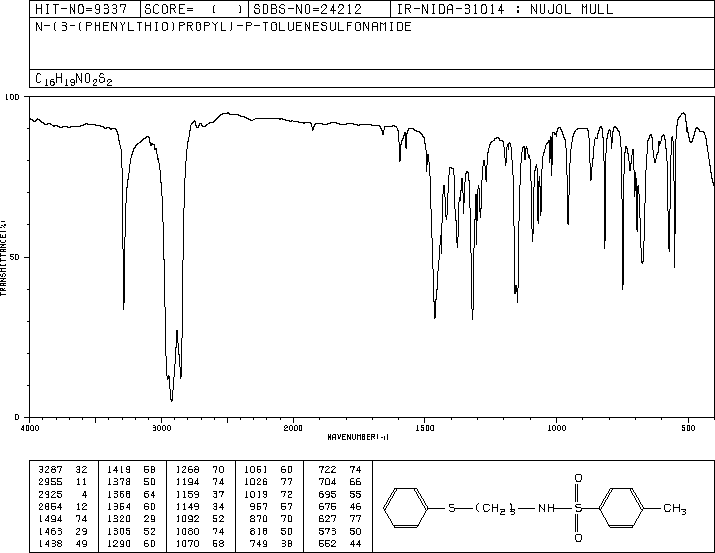 HIT-NO=9337 SCORE= ( ) SDBS-NO=24212 IR-NIDA-31014 : NUJOL MULL
N-(3-(PHENYLTHIO)PROPYL)-P-TOLUENESULFONAMIDE
C16H19NO2S2
100
50
0
TRANSMITTANCE(%)
4000 3000 2000 1500 1000 500
WAVENUMBER(-1)
3287 32 1419 58 1268 70 1061 60 722 74
2955 11 1378 50 1194 74 1026 77 704 66
2925 4 1368 64 1159 37 1019 72 695 55
2854 12 1354 60 1149 34 957 57 676 46
1494 74 1320 29 1092 52 870 70 627 77
1463 29 1305 52 1080 74 818 50 573 50
1438 49 1290 60 1070 58 749 38 552 44
S (CH2)3 NH S CH3
O
O